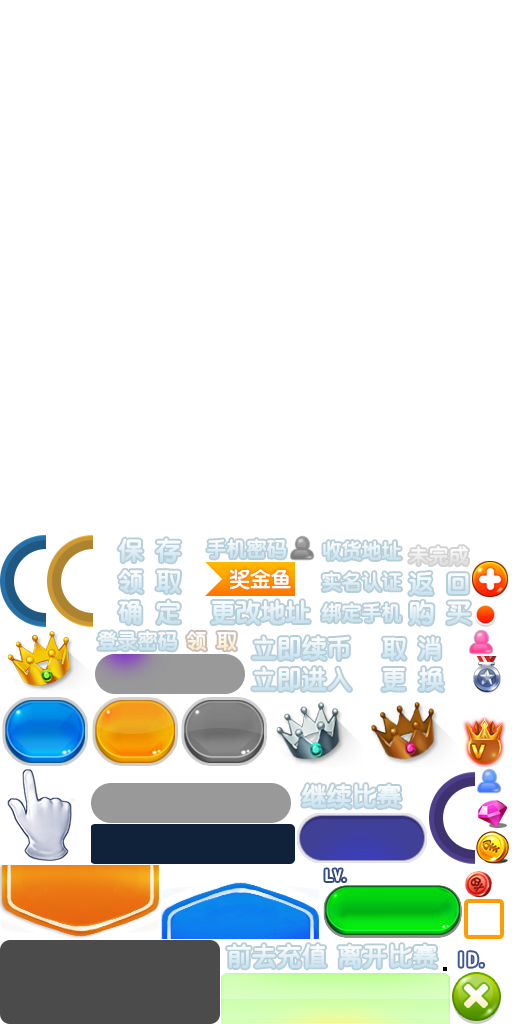 保 存
手机密码
收货地址
未完成
领 取
奖金鱼
实名认证
返 回
确 定
更改地址
绑定手机
购 买
登录密码
领 取
立即续币
取 消
立即进入
更 换
V
继续比赛
LV.
前去充值
离开比赛
ID.